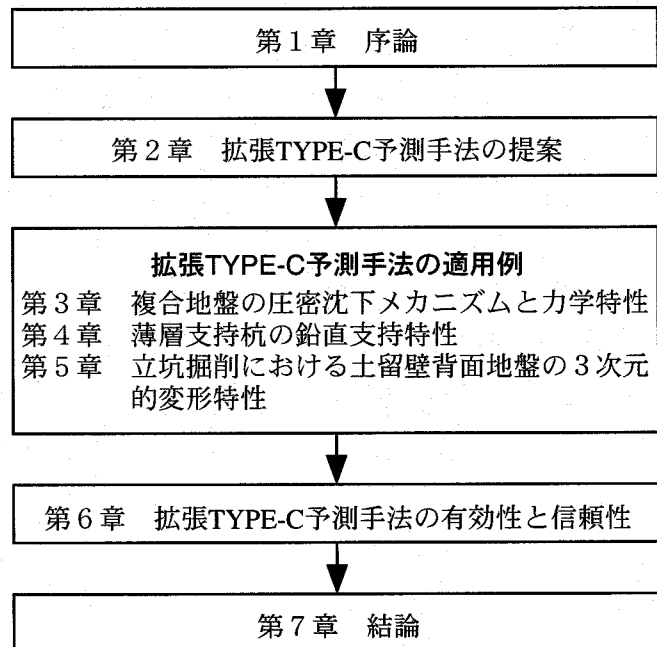 第1章 序論
第2章 拡張TYPE-C予測手法の提案
拡張TYPE-C予測手法の適用例
第3章 複合地盤の圧密沈下メカニズムと力学特性
第4章 薄層支持杭の鉛直支持特性
第5章 立坑掘削における土留壁背面地盤の3次元
的変形特性
第6章 拡張TYPE-C予測手法の有効性と信頼性
第7章 結論